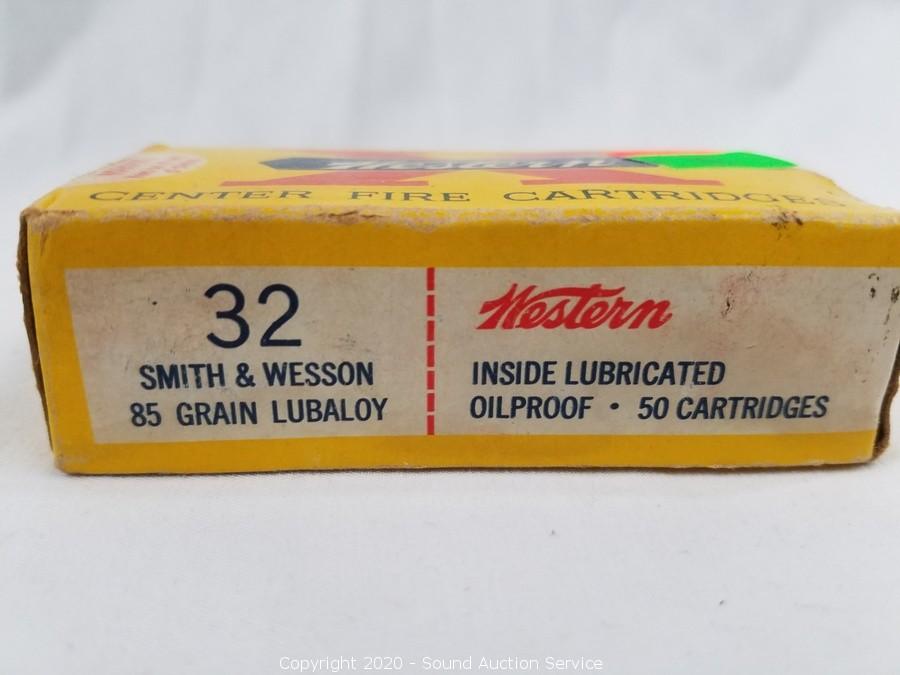 Western
CENTER FIRE CARTRIDGES
32
SMITH & WESSON
85 GRAIN LUBALOY
Western
INSIDE LUBRICATED
OILPROOF • 50 CARTRIDGES
Copyright 2020 - Sound Auction Service